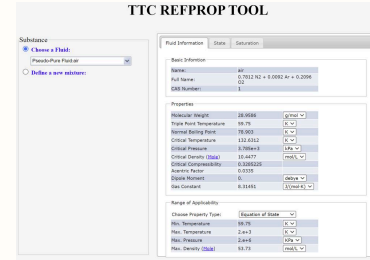 TTC REFPROP TOOL
Substance
Choose a Fluid:
Pseudo-Pure Fluid:air
Define a new mixture:
Fluid Information State Saturation
Basic Infomtion
Name: air
Full Name: 0.7812 N2 + 0.0092 Ar + 0.2096
O2
CAS Number: 1
Properties
Molecular Weight 28.9586 g/mol
Triple Point Temperature 59.75 K
Normal Boiling Point 78.903 K
Critical Temperature 132.6312 K
Critical Pressure 3.785e+3 kPa
Critical Density (Mole) 10.4477 mol/L
Critical Compressibility 0.328522S
Acentric Factor 0.0335
Dipole Moment 0. debye
Gas Constant 8.31451 J/(mol·K)
Range of Applicability
Choose Property Type: Equation of State
Min. Temperature 59.75 K
Max. Temperature 2.e+3 K
Max. Pressure 2.e+6 KPa
Max. Density (Mole) 53.73 mol/L